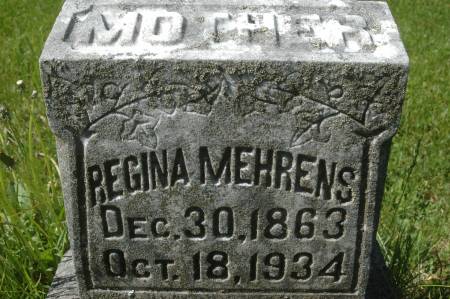 MOTHER
REGINA MEHRENS
DEC. 30, 1863
OCT. 18, 1934